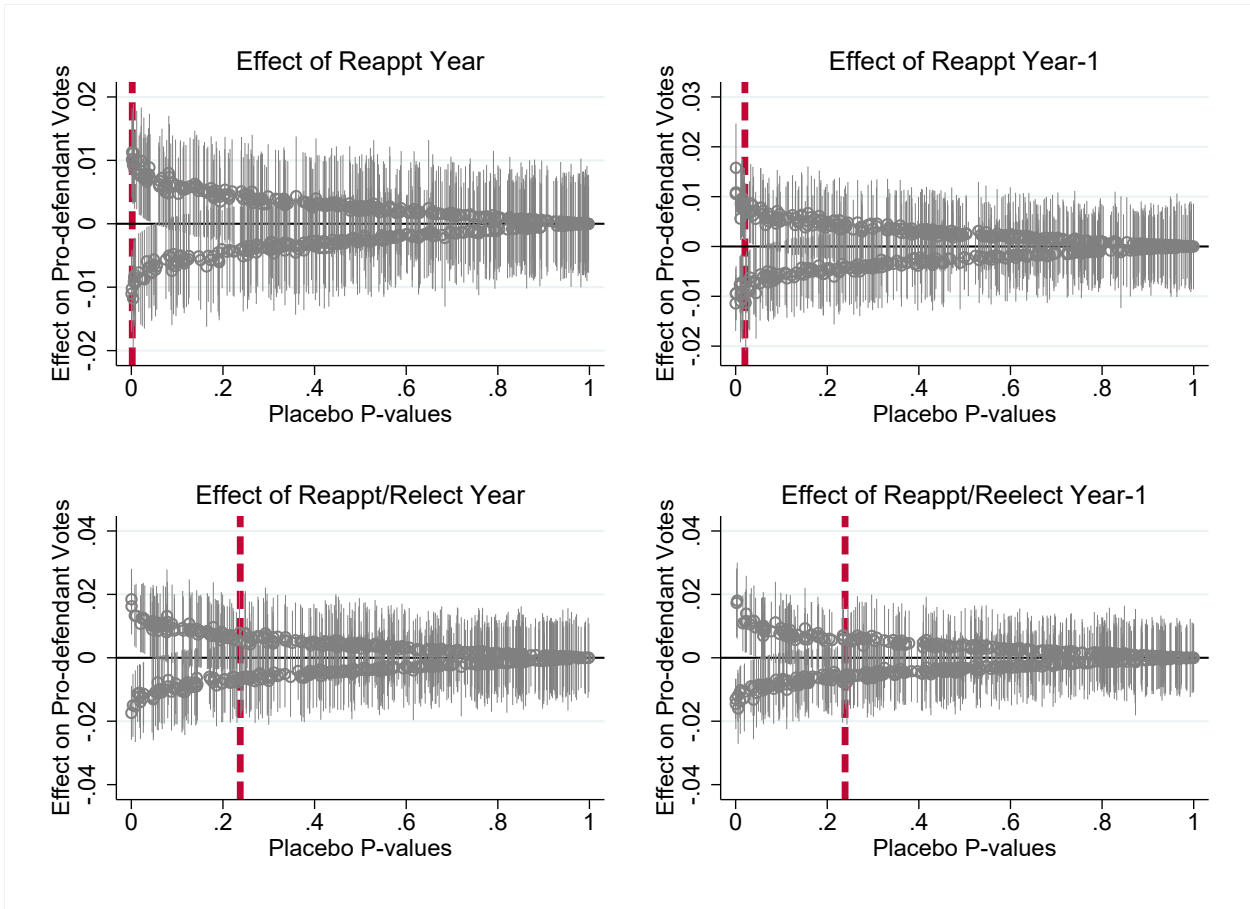 Effect of Reappt Year
Effect on Pro-defendant Votes
.02
.01
0
-.01
-.02
0 .2 .4 .6 .8 1
Placebo P-values
Effect of Reappt Year-1
Effect on Pro-defendant Votes
.03
.02
.01
0
-.01
-.02
0 .2 .4 .6 .8 1
Placebo P-values
Effect of Reappt/Relect Year
Effect on Pro-defendant Votes
.04
.02
0
-.02
-.04
0 .2 .4 .6 .8 1
Placebo P-values
Effect of Reappt/Reelect Year-1
Effect on Pro-defendant Votes
.04
.02
0
-.02
-.04
0 .2 .4 .6 .8 1
Placebo P-values